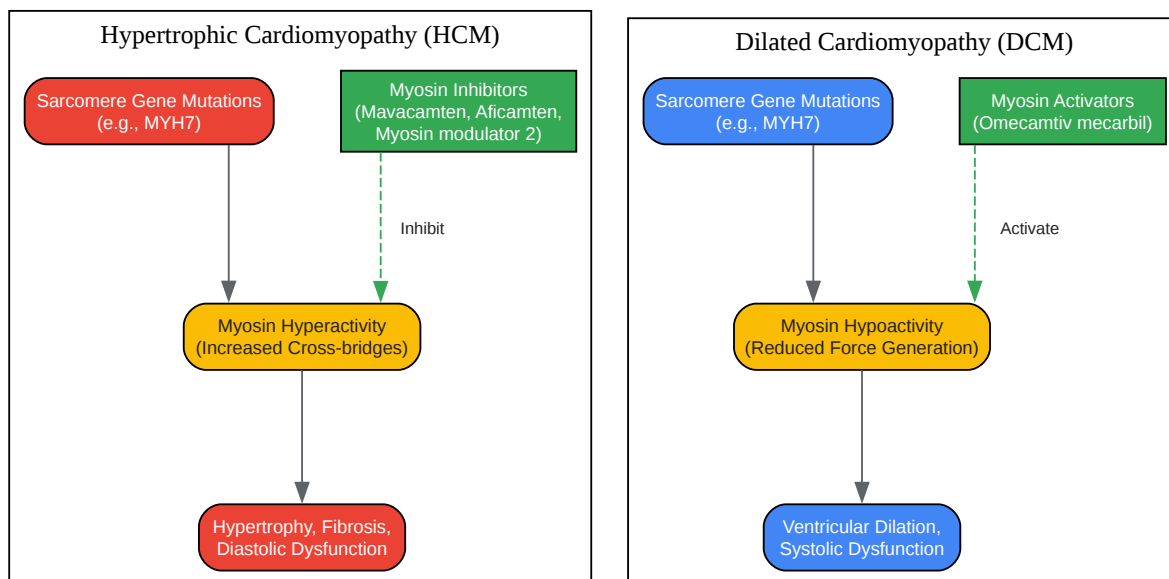 Hypertrophic Cardiomyopathy (HCM)
Sarcomere Gene Mutations
(e.g., MYH7)
Myosin Inhibitors
(Mavacamten, Aficamten,
Myosin modulator 2)
Inhibit
Myosin Hyperactivity
(Increased Cross-bridges)
Hypertrophy, Fibrosis,
Diastolic Dysfunction
Dilated Cardiomyopathy (DCM)
Sarcomere Gene Mutations
(e.g., MYH7)
Myosin Activators
(Omecamtiv mecarbil)
Activate
Myosin Hypoactivity
(Reduced Force Generation)
Ventricular Dilation,
Systolic Dysfunction